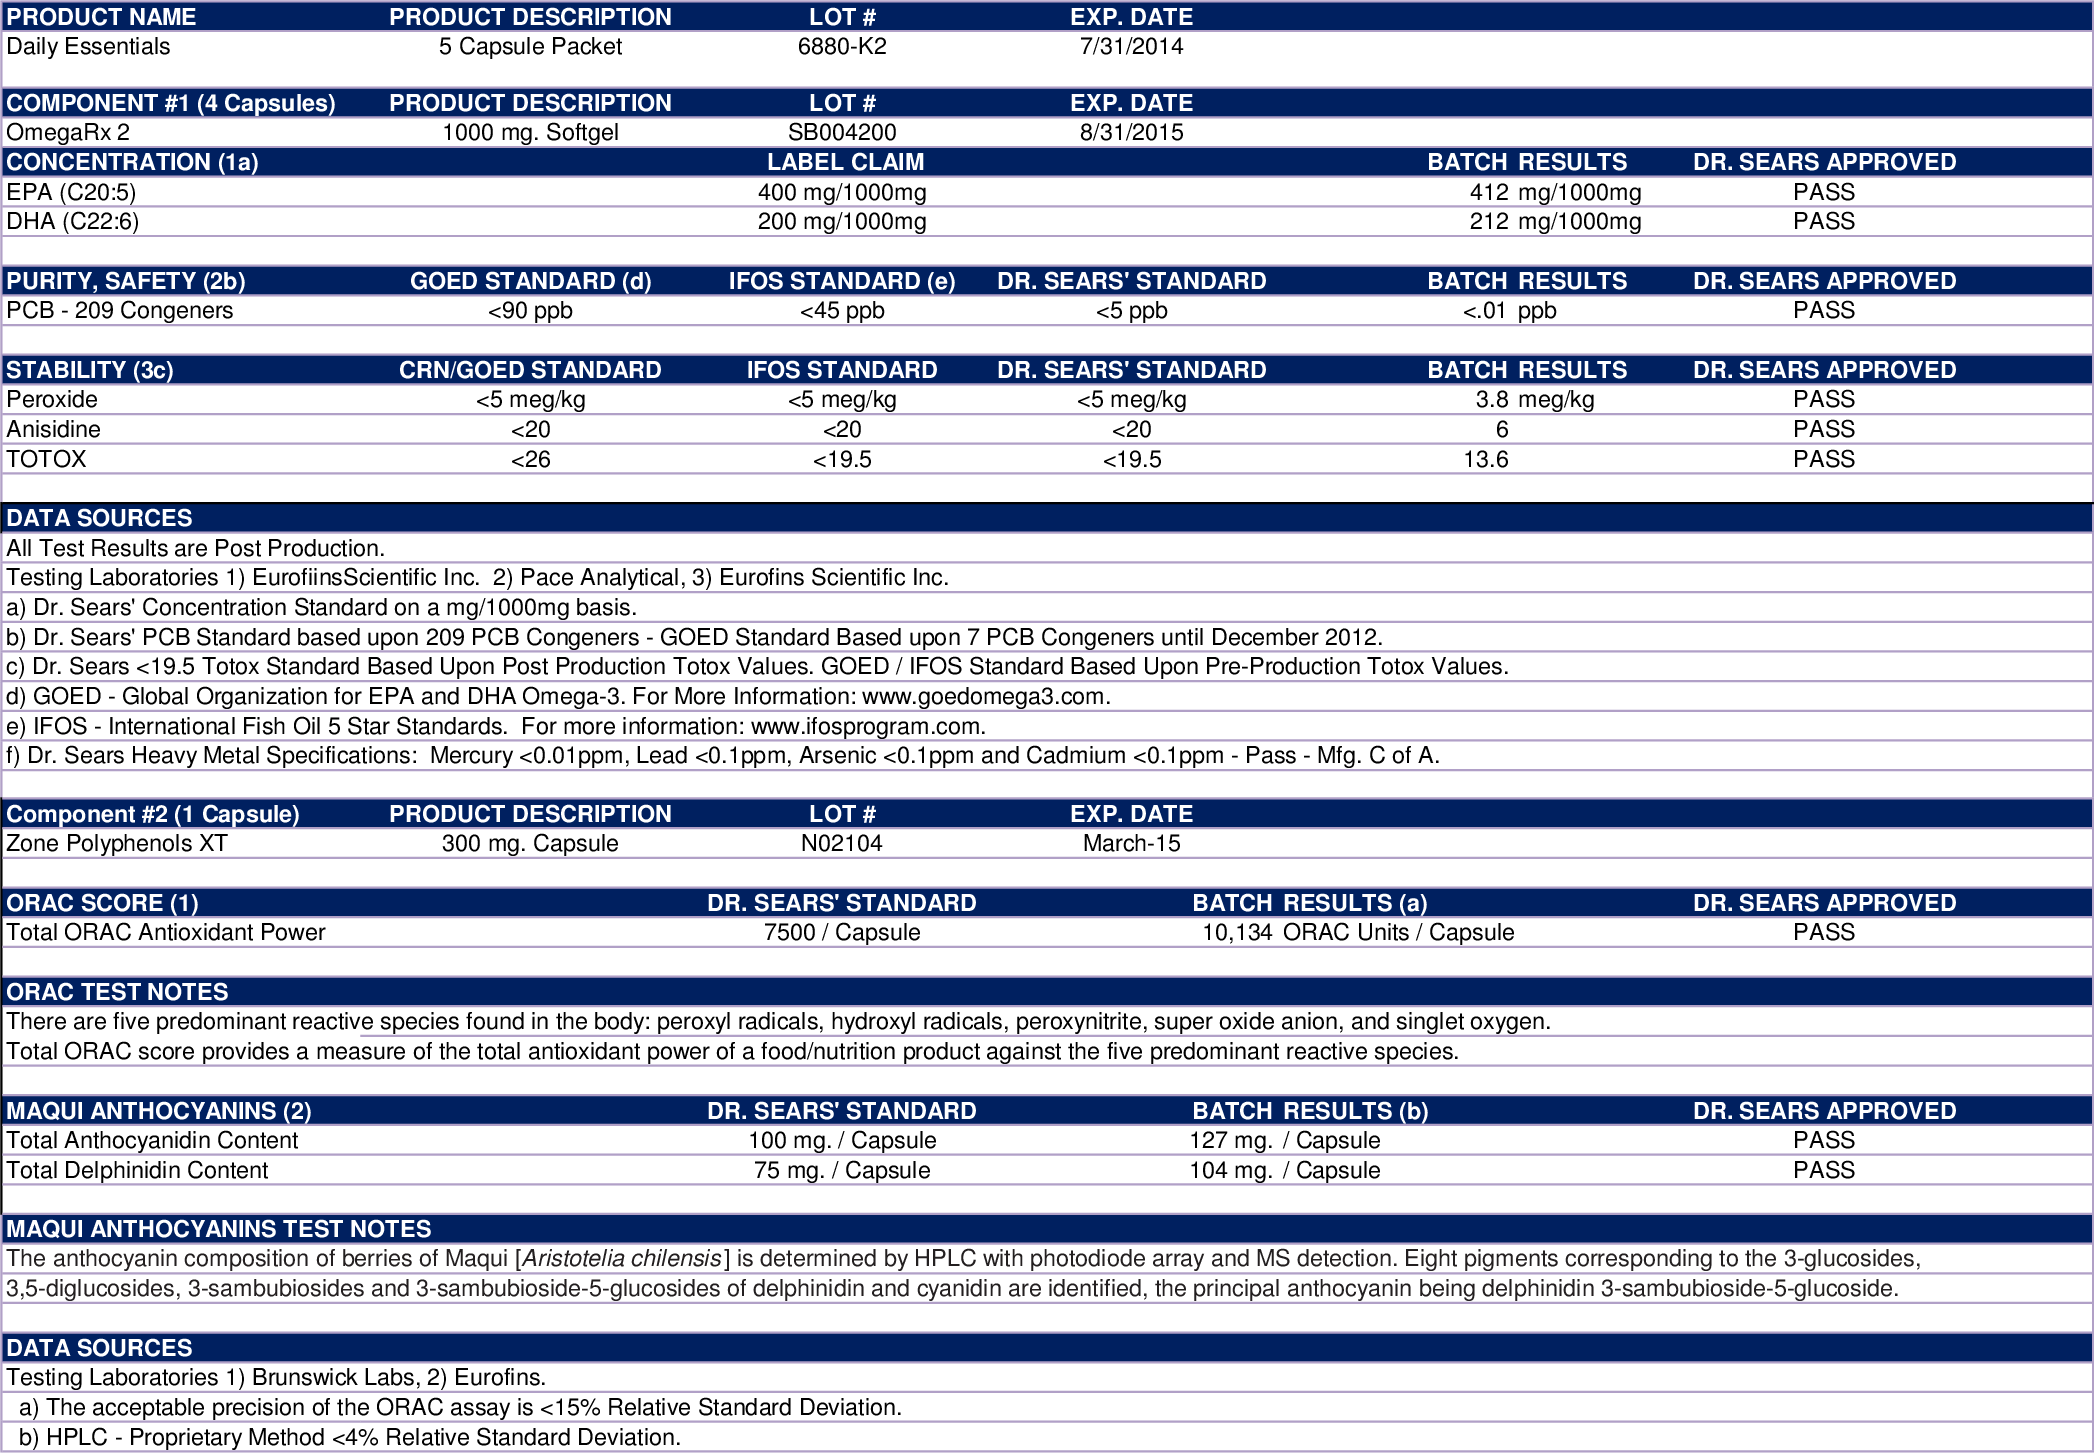 PRODUCT NAME PRODUCT DESCRIPTION LOT # EXP. DATE
Daily Essentials 5 Capsule Packet 6880-K2 7/31/2014
COMPONENT #1 (4 Capsules) PRODUCT DESCRIPTION LOT # EXP. DATE
OmegaRx 2 1000 mg. Softgel SB004200 8/31/2015
CONCENTRATION (1a) LABEL CLAIM BATCH RESULTS DR. SEARS APPROVED
EPA (C20:5) 400 mg/1000mg 412 mg/1000mg PASS
DHA (C22:6) 200 mg/1000mg 212 mg/1000mg PASS
PURITY, SAFETY (2b) GOED STANDARD (d) IFOS STANDARD (e) DR. SEARS' STANDARD BATCH RESULTS DR. SEARS APPROVED
PCB - 209 Congeners <90 ppb <45 ppb <5 ppb <.01 ppb PASS
STABILITY (3c) CRN/GOED STANDARD IFOS STANDARD DR. SEARS' STANDARD BATCH RESULTS DR. SEARS APPROVED
Peroxide <5 meg/kg <5 meg/kg <5 meg/kg 3.8 meg/kg PASS
Anisidine <20 <20 <20 6 PASS
TOTOX <26 <19.5 <19.5 13.6 PASS
DATA SOURCES
All Test Results are Post Production.
Testing Laboratories 1) EurofiinsScientific Inc. 2) Pace Analytical, 3) Eurofins Scientific Inc.
a) Dr. Sears' Concentration Standard on a mg/1000mg basis.
b) Dr. Sears' PCB Standard based upon 209 PCB Congeners - GOED Standard Based upon 7 PCB Congeners until December 2012.
c) Dr. Sears <19.5 Totox Standard Based Upon Post Production Totox Values. GOED / IFOS Standard Based Upon Pre-Production Totox Values.
d) GOED - Global Organization for EPA and DHA Omega-3. For More Information: www.goedomega3.com.
e) IFOS - International Fish Oil 5 Star Standards. For more information: www.ifosprogram.com.
f) Dr. Sears Heavy Metal Specifications: Mercury <0.01ppm, Lead <0.1ppm, Arsenic <0.1ppm and Cadmium <0.1ppm - Pass - Mfg. C of A.
Component #2 (1 Capsule) PRODUCT DESCRIPTION LOT # EXP. DATE
Zone Polyphenols XT 300 mg. Capsule N02104 March-15
ORAC SCORE (1) DR. SEARS' STANDARD BATCH RESULTS (a) DR. SEARS APPROVED
Total ORAC Antioxidant Power 7500 / Capsule 10,134 ORAC Units / Capsule PASS
ORAC TEST NOTES
There are five predominant reactive species found in the body: peroxyl radicals, hydroxyl radicals, peroxynitrite, super oxide anion, and singlet oxygen.
Total ORAC score provides a measure of the total antioxidant power of a food/nutrition product against the five predominant reactive species.
MAQUI ANTHOCYANINS (2) DR. SEARS' STANDARD BATCH RESULTS (b) DR. SEARS APPROVED
Total Anthocyanidin Content 100 mg. / Capsule 127 mg. / Capsule PASS
Total Delphinidin Content 75 mg. / Capsule 104 mg. / Capsule PASS
MAQUI ANTHOCYANINS TEST NOTES
The anthocyanin composition of berries of Maqui [Aristotelia chilensis] is determined by HPLC with photodiode array and MS detection. Eight pigments corresponding to the 3-glucosides,
3,5-diglucosides, 3-sambubiosides and 3-sambubioside-5-glucosides of delphinidin and cyanidin are identified, the principal anthocyanin being delphinidin 3-sambubioside-5-glucoside.
DATA SOURCES
Testing Laboratories 1) Brunswick Labs, 2) Eurofins.
a) The acceptable precision of the ORAC assay is <15% Relative Standard Deviation.
b) HPLC - Proprietary Method <4% Relative Standard Deviation.